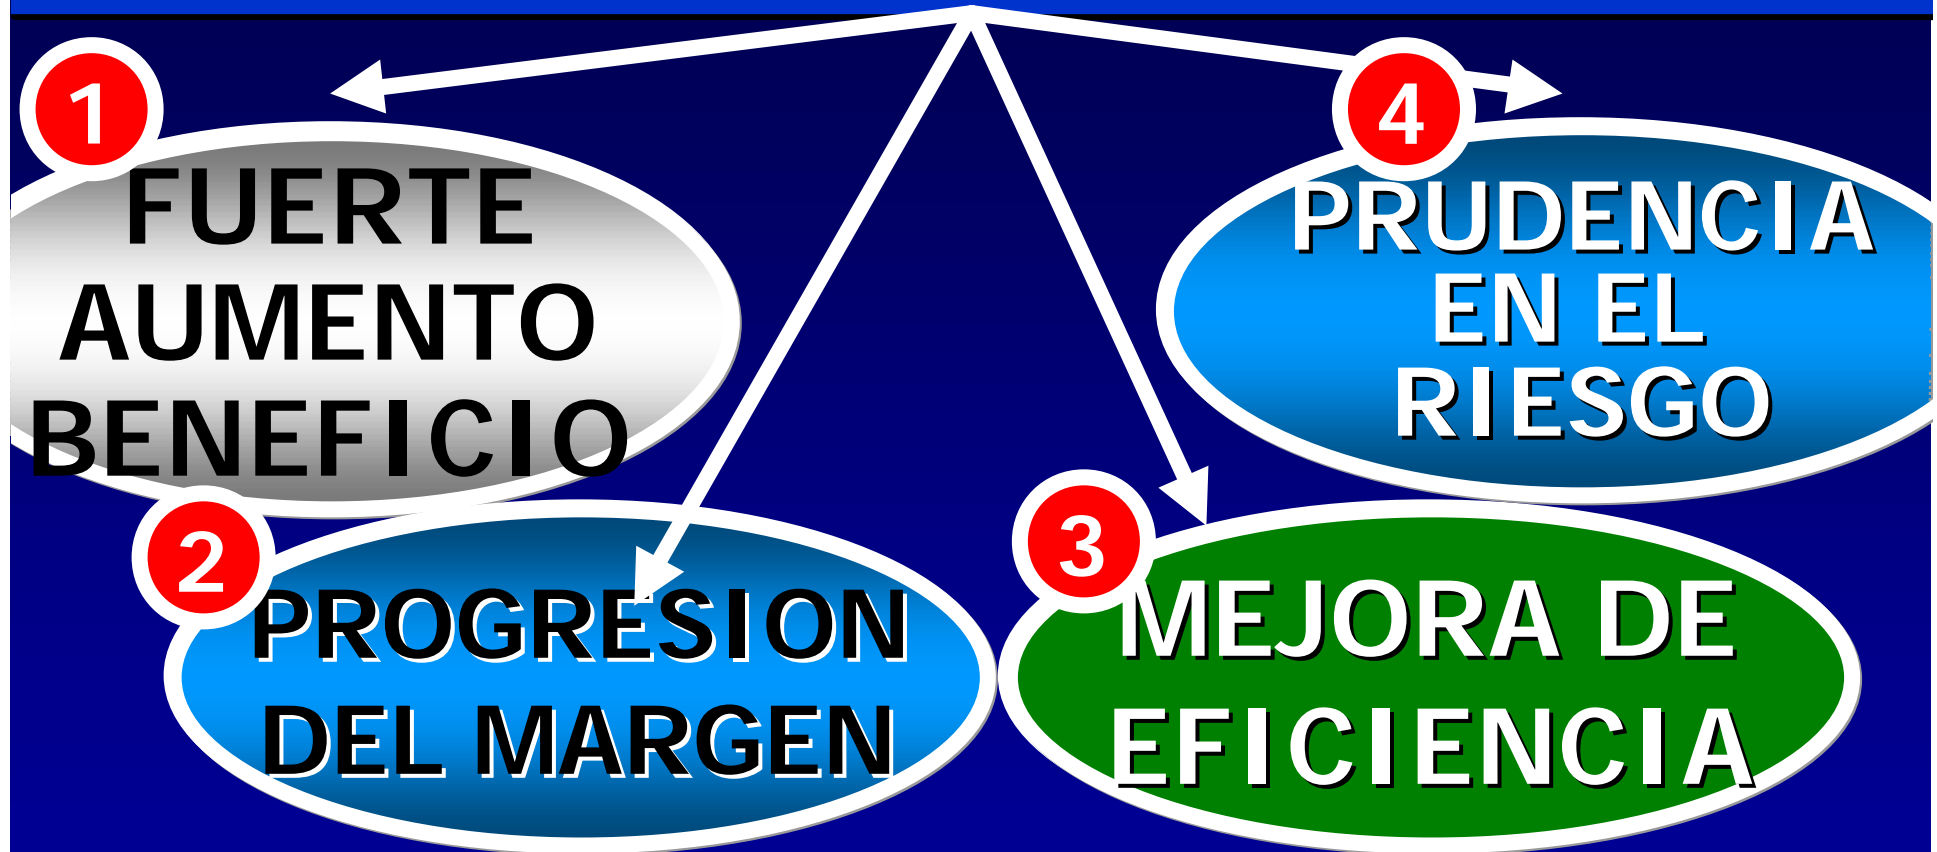 1
FUERTE
AUMENTO
BENEFICIO
2
PROGRESION
DEL MARGEN
3
MEJORA DE
EFICIENCIA
4
PRUDENCIA
EN EL
RIESGO